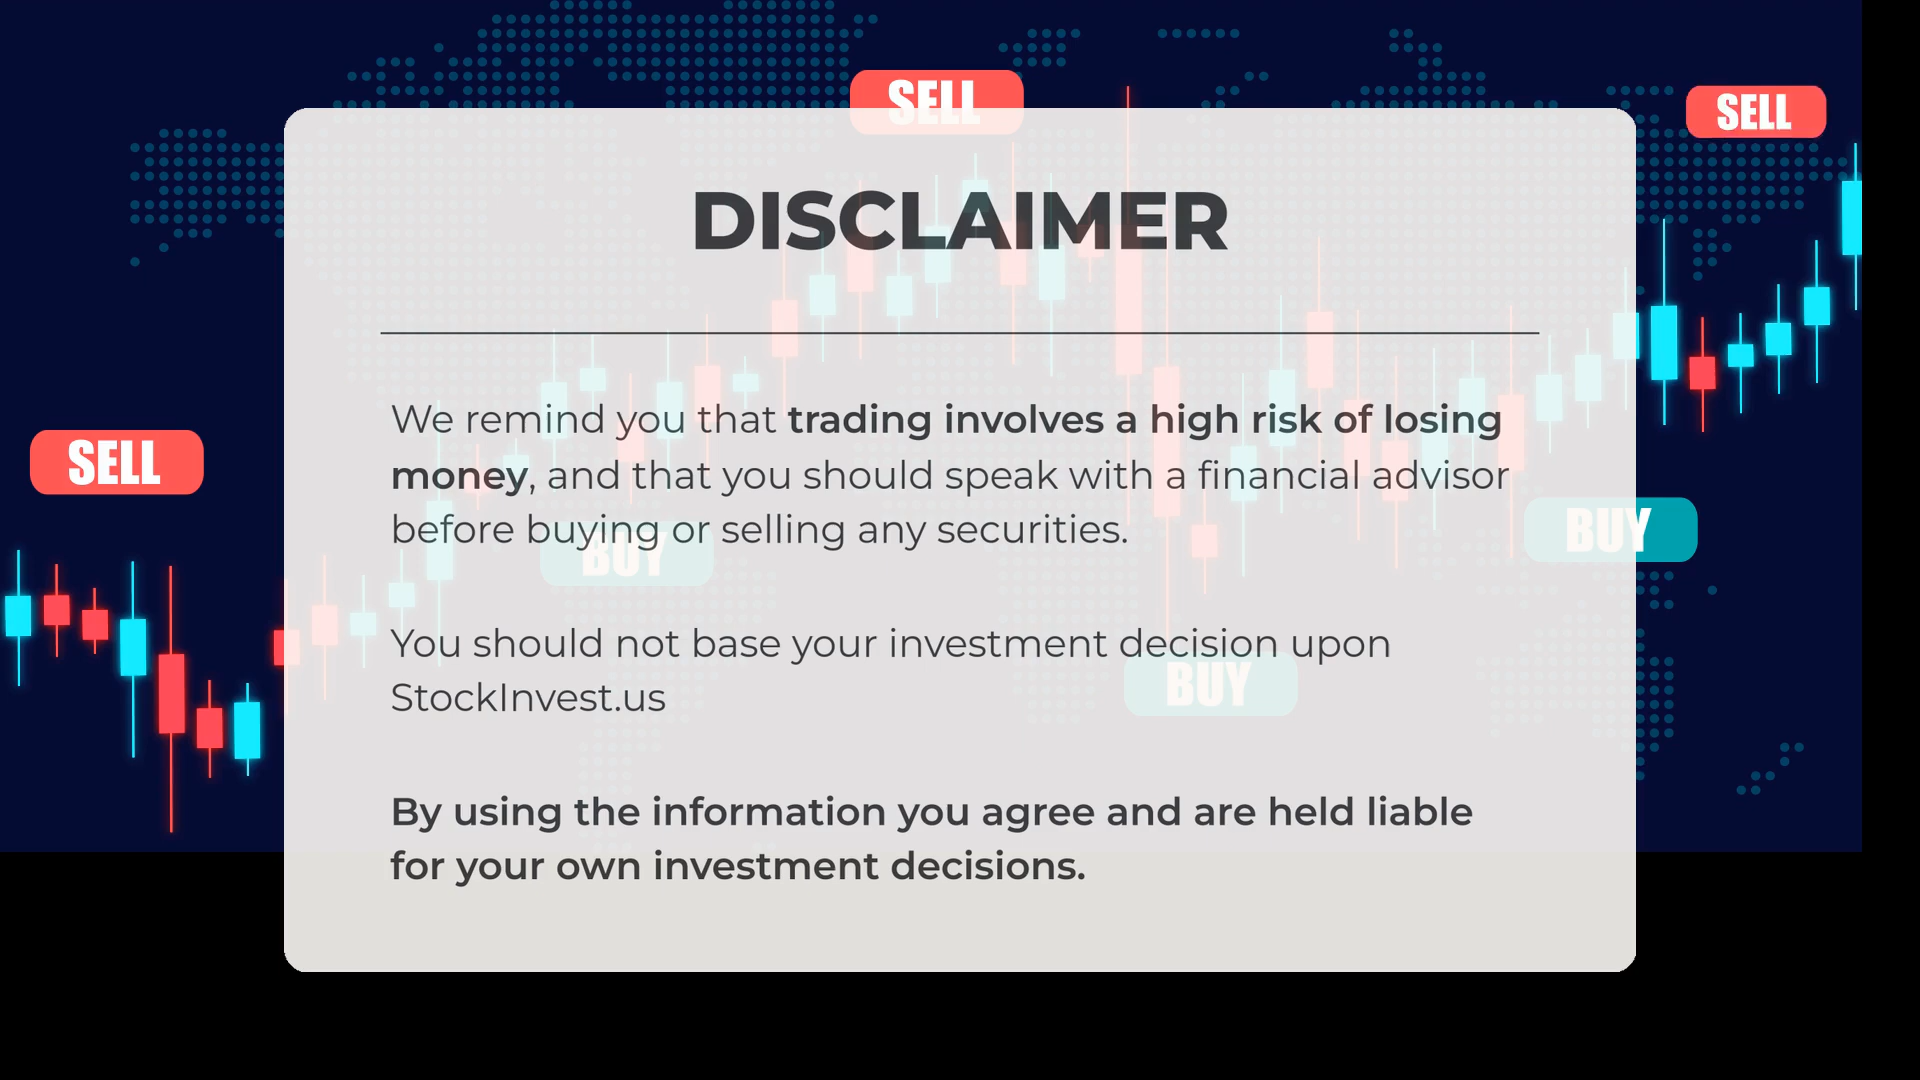 SELL
SELL
DISCLAIMER
We remind you that trading involves a high risk of losing
money, and that you should speak with a financial advisor
before buying or selling any securities.
SELL
BUY
BUY
You should not base your investment decision upon
StockInvest.us
BUY
By using the information you agree and are held liable
for your own investment decisions.